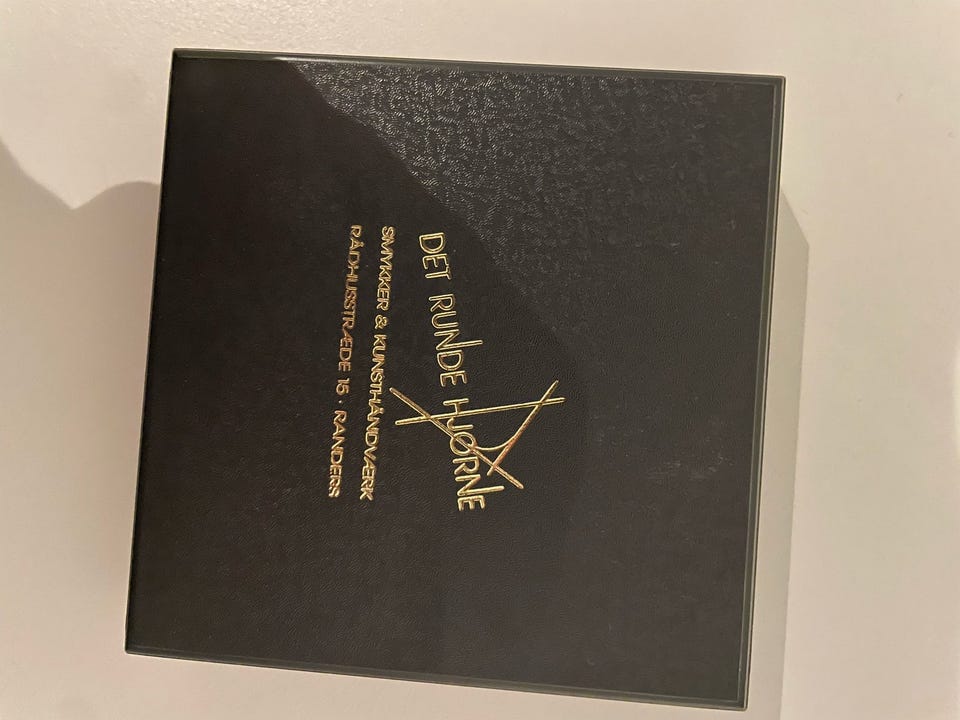 DET RUNDE HJØRNE
SMYKKER & KUNSTHÅNDVÆRK
RÅDHUSSTRÆDE 15 · RANDERS